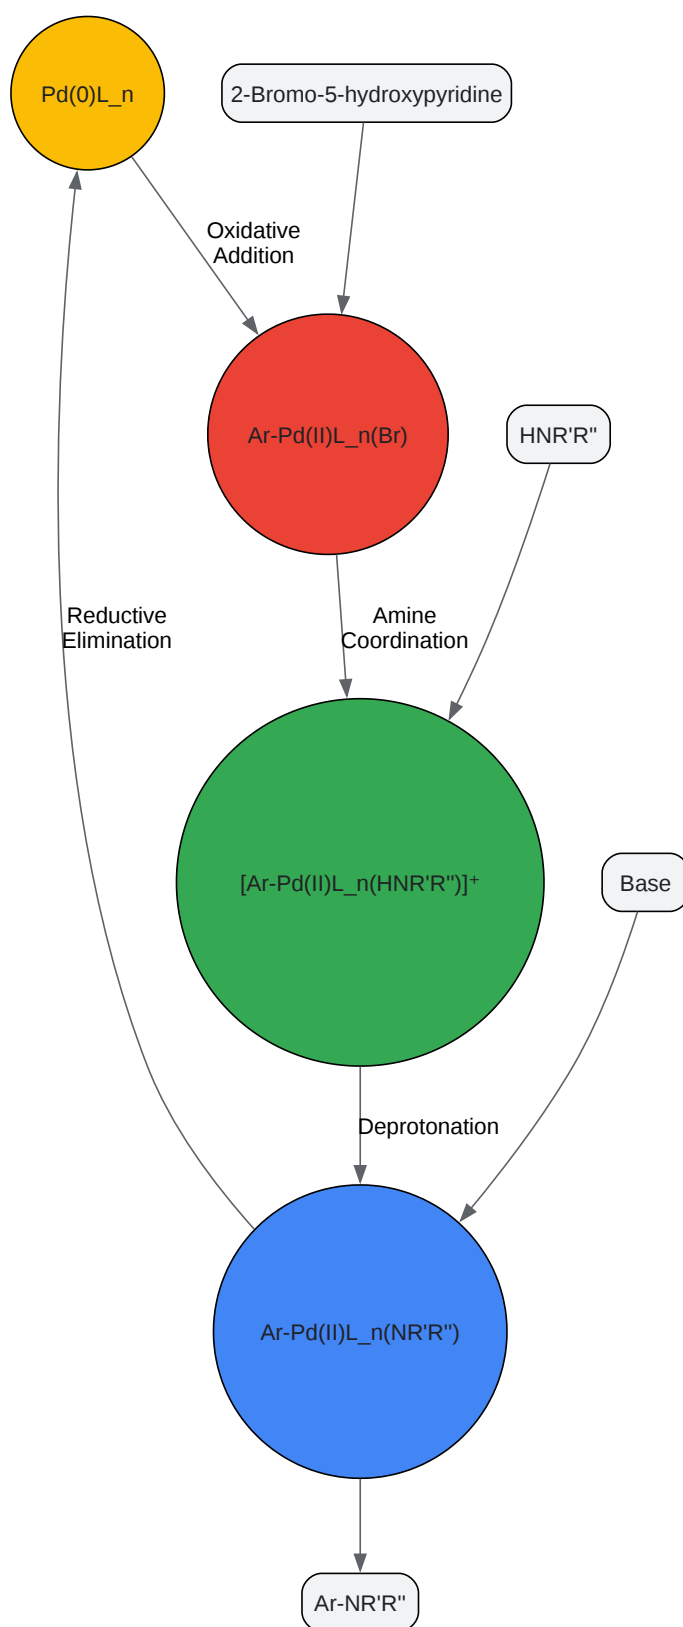 Pd(0)L_n
2-Bromo-5-hydroxypyridine
Oxidative
Addition
Ar-Pd(II)L_n(Br)
HNR'R"
Reductive
Elimination
Amine
Coordination
[Ar-Pd(II)L_n(HNR'R")]⁺
Base
Deprotonation
Ar-Pd(II)L_n(NR'R")
Ar-NR'R"